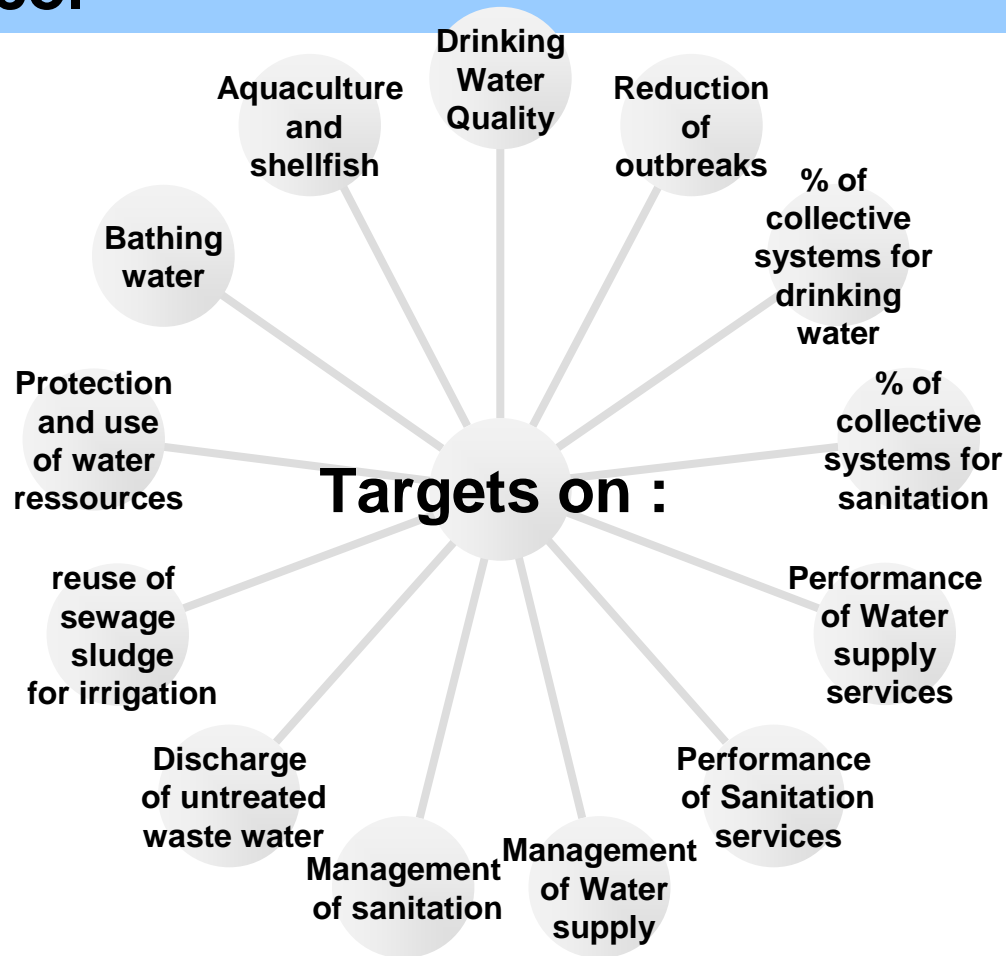 Drinking
Water
Quality
Reduction
of
outbreaks
% of
collective
systems for
drinking
water
% of
collective
systems for
sanitation
Performance
of Water
supply
services
Performance
of Sanitation
services
Management
of Water
supply
Management
of sanitation
Discharge
of untreated
waste water
reuse of
sewage
sludge
for irrigation
Protection
and use
of water
ressources
Bathing
water
Aquaculture
and
shellfish
Targets on :